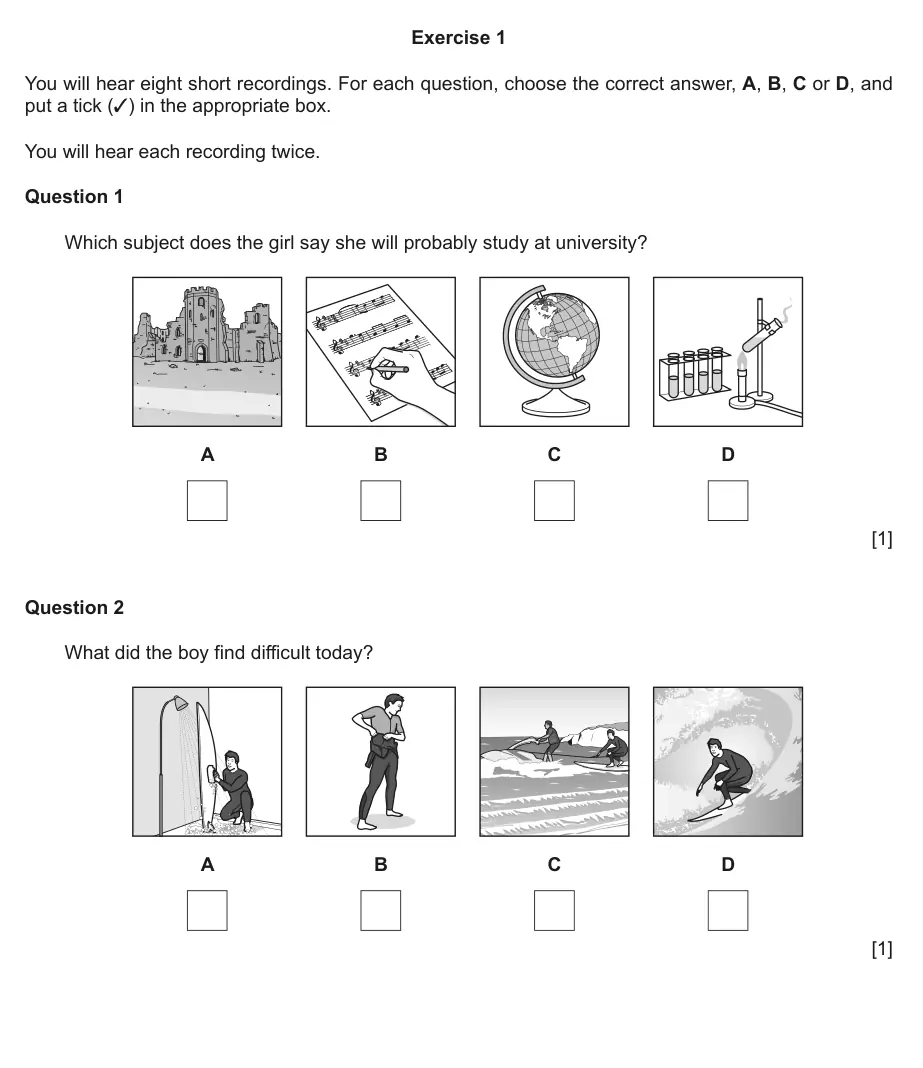 Exercise 1
You will hear eight short recordings. For each question, choose the correct answer, A, B, C or D, and
put a tick (✓) in the appropriate box.
You will hear each recording twice.
Question 1
Which subject does the girl say she will probably study at university?
A B C D
[1]
Question 2
What did the boy find difficult today?
A B C D
[1]